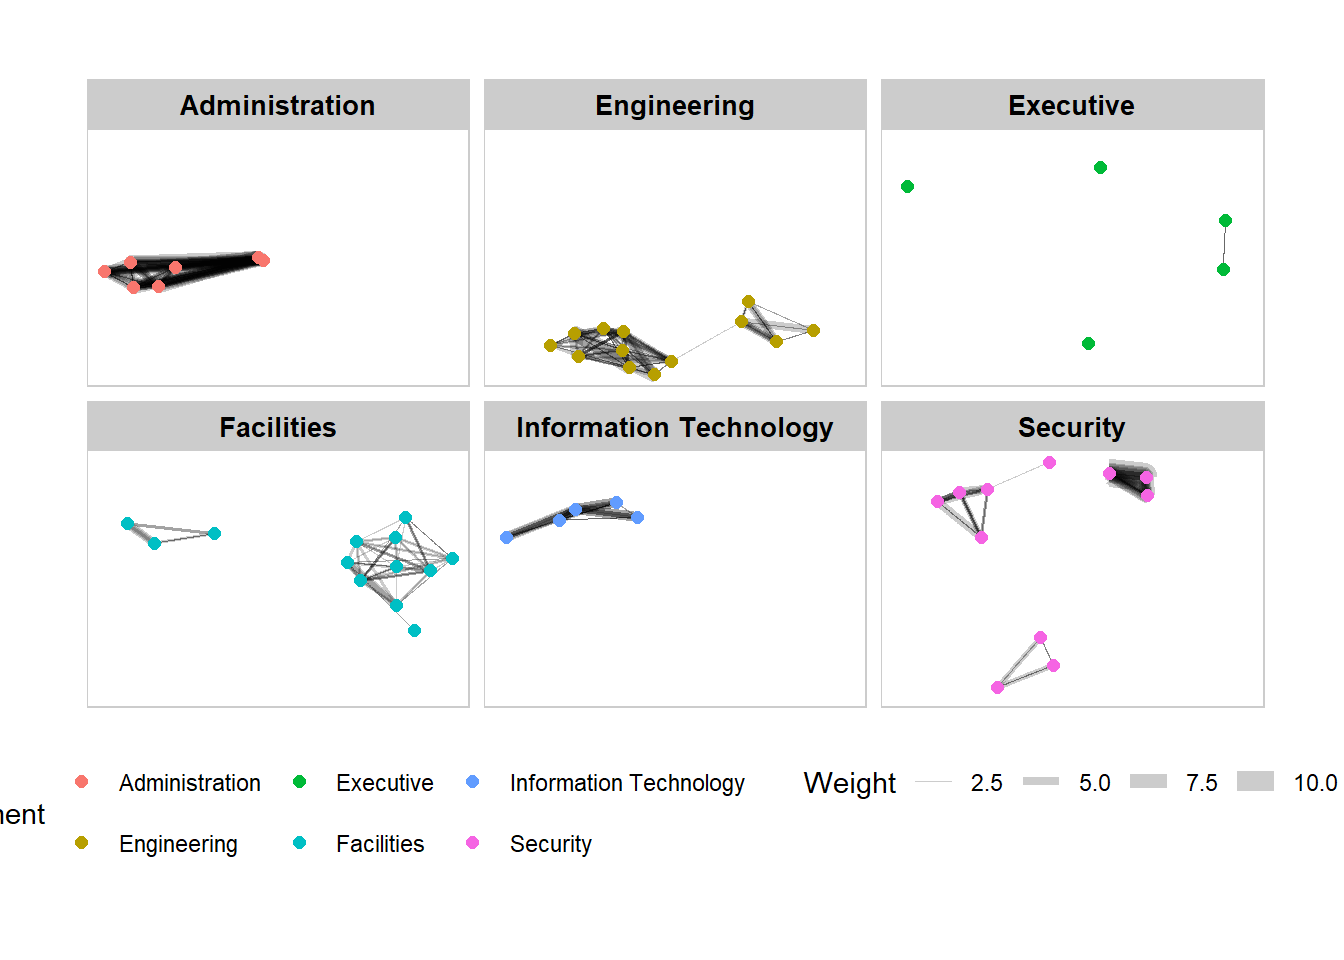 Administration
Engineering
Executive
Facilities
Information Technology
Security
Administration Executive Information Technology Weight 2.5 5.0 7.5 10.0
Engineering Facilities Security